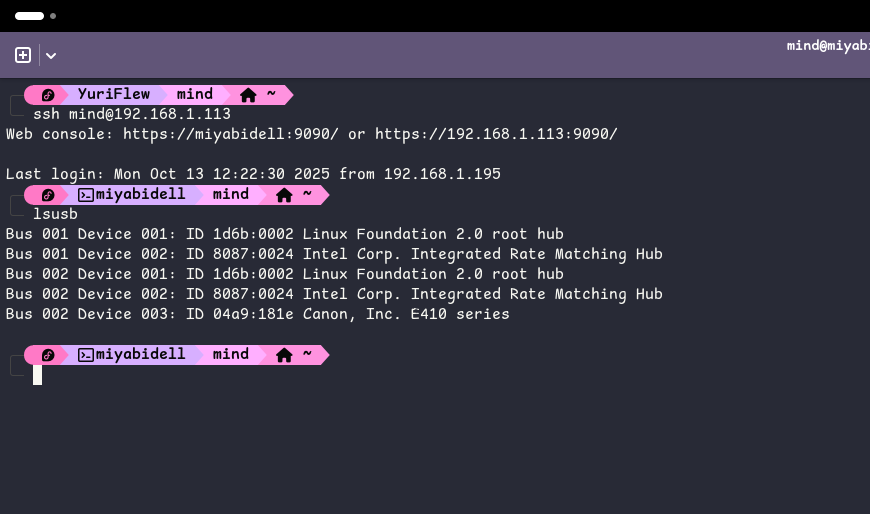 mind@miyabi
YuriFlew mind ~
ssh mind@192.168.1.113
Web console: https://miyabidell:9090/ or https://192.168.1.113:9090/
Last login: Mon Oct 13 12:22:30 2025 from 192.168.1.195
miyabidell mind ~
lsusb
Bus 001 Device 001: ID 1d6b:0002 Linux Foundation 2.0 root hub
Bus 001 Device 002: ID 8087:0024 Intel Corp. Integrated Rate Matching Hub
Bus 002 Device 001: ID 1d6b:0002 Linux Foundation 2.0 root hub
Bus 002 Device 002: ID 8087:0024 Intel Corp. Integrated Rate Matching Hub
Bus 002 Device 003: ID 04a9:181e Canon, Inc. E410 series
miyabidell mind ~